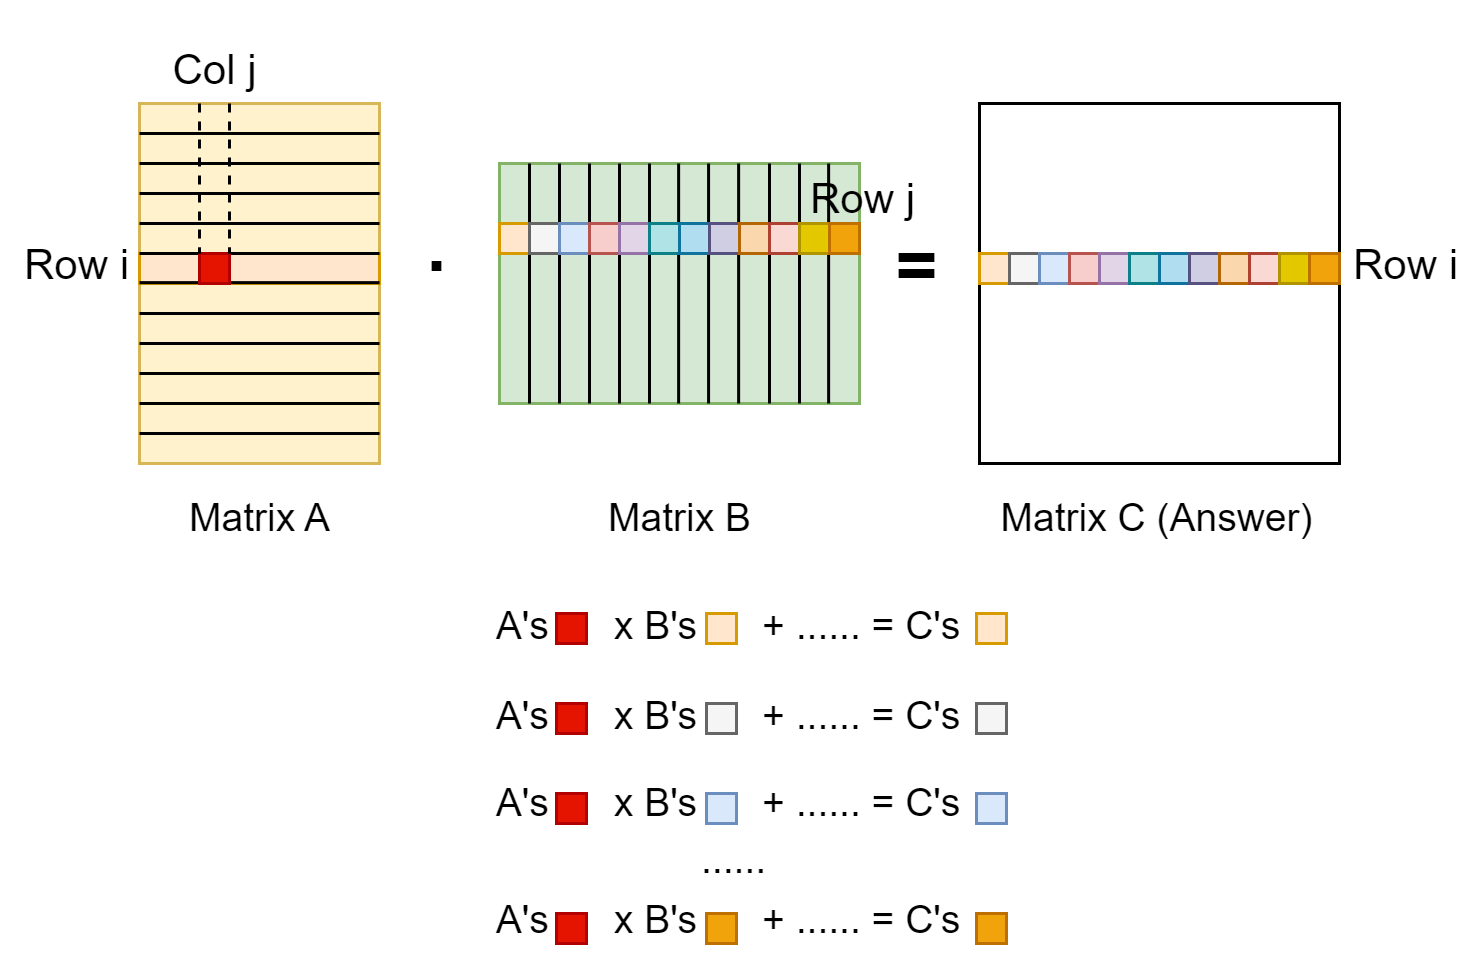 Col j
Row j
Row i
·
=
Row i
Matrix A
Matrix B
Matrix C (Answer)
A's x B's + ...... = C's
A's x B's + ...... = C's
A's x B's + ...... = C's
......
A's x B's + ...... = C's